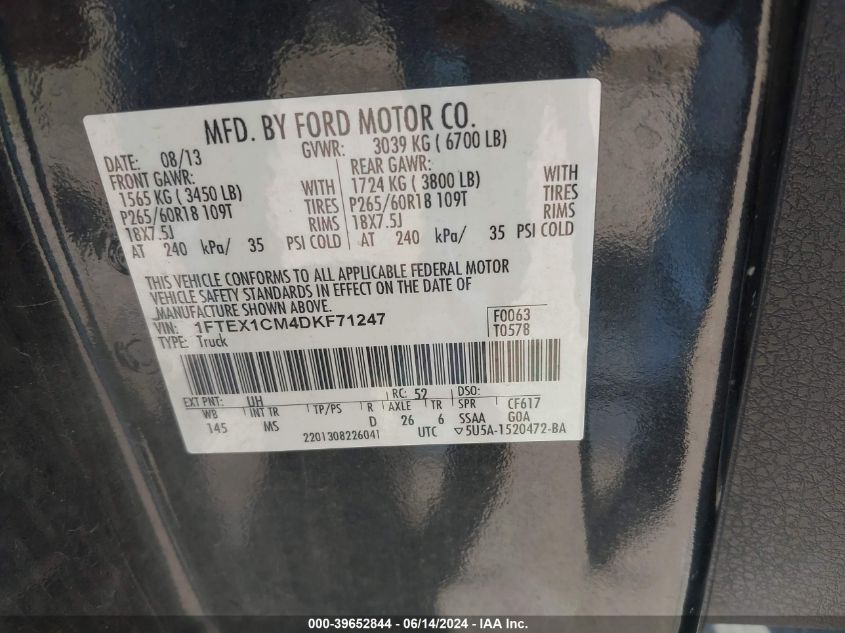 MFD. BY FORD MOTOR CO.
DATE: 08/13 GVWR: 3039 KG ( 6700 LB)
FRONT GAWR: REAR GAWR:
1565 KG ( 3450 LB) WITH 1724 KG ( 3800 LB) WITH
P265/60R18 109T TIRES P265/60R18 109T TIRES
18X7.5J RIMS 18X7.5J RIMS
AT 240 kPa/ 35 PSI COLD AT 240 kPa/ 35 PSI COLD
THIS VEHICLE CONFORMS TO ALL APPLICABLE FEDERAL MOTOR
VEHICLE SAFETY STANDARDS IN EFFECT ON THE DATE OF
MANUFACTURE SHOWN ABOVE.
VIN: 1FTEX1CM4DKF71247 F0063
TYPE: Truck T0578
EXT PNT: UH RC: 52 DSO:
WB INT TR TP/PS R AXLE TR SPR CF617
145 MS D 26 6 SSAA GOA
2201308226041 UTC ▽5U5A-1520472-BA
000-39652844 / 06/14/2024 - IAA Inc.